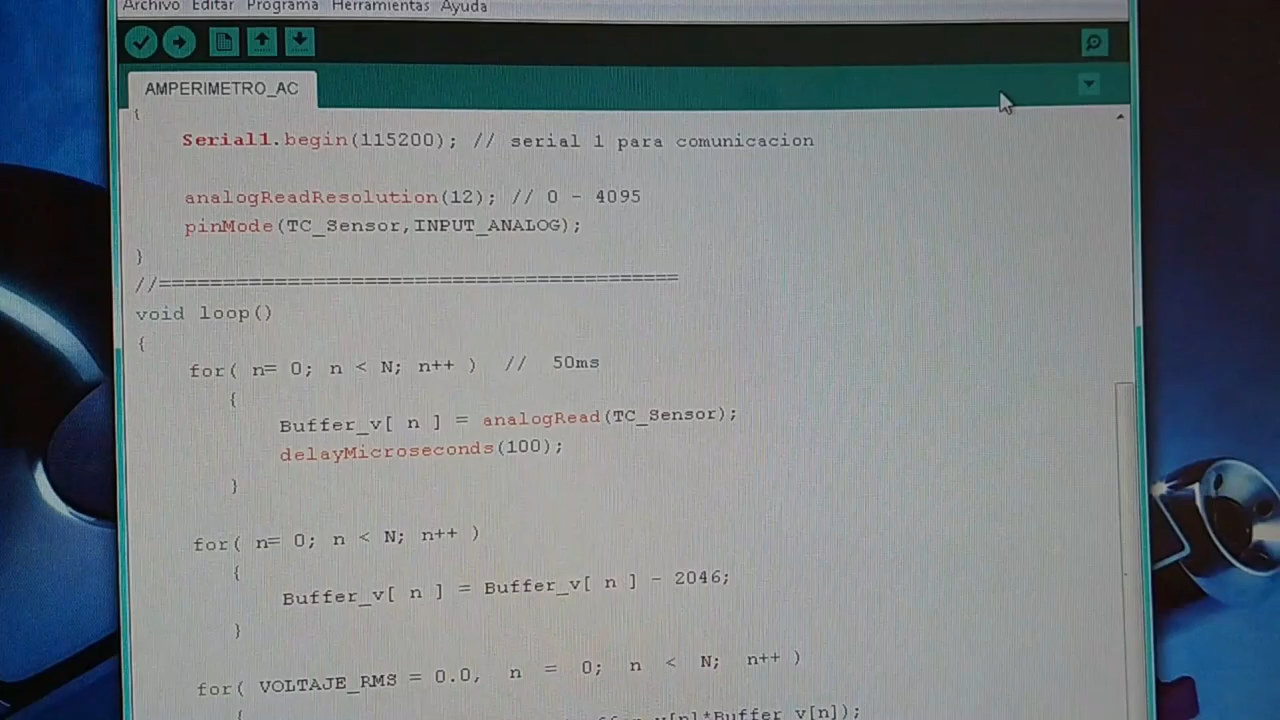 Archivo Editar Programa Herramientas Ayuda
AMPERIMETRO_AC
{
Serial1.begin(115200); // serial 1 para comunicacion
analogReadResolution(12); // 0 - 4095
pinMode(TC_Sensor,INPUT_ANALOG);
}
//=========================================
void loop()
{
for( n= 0; n < N; n++ ) // 50ms
{
Buffer_v[ n ] = analogRead(TC_Sensor);
delayMicroseconds(100);
}
for( n= 0; n < N; n++ )
{
Buffer_v[ n ] = Buffer_v[ n ] - 2046;
}
for( VOLTAJE_RMS = 0.0, n = 0; n < N; n++ )
{
v[n]*Buffer_v[n]);